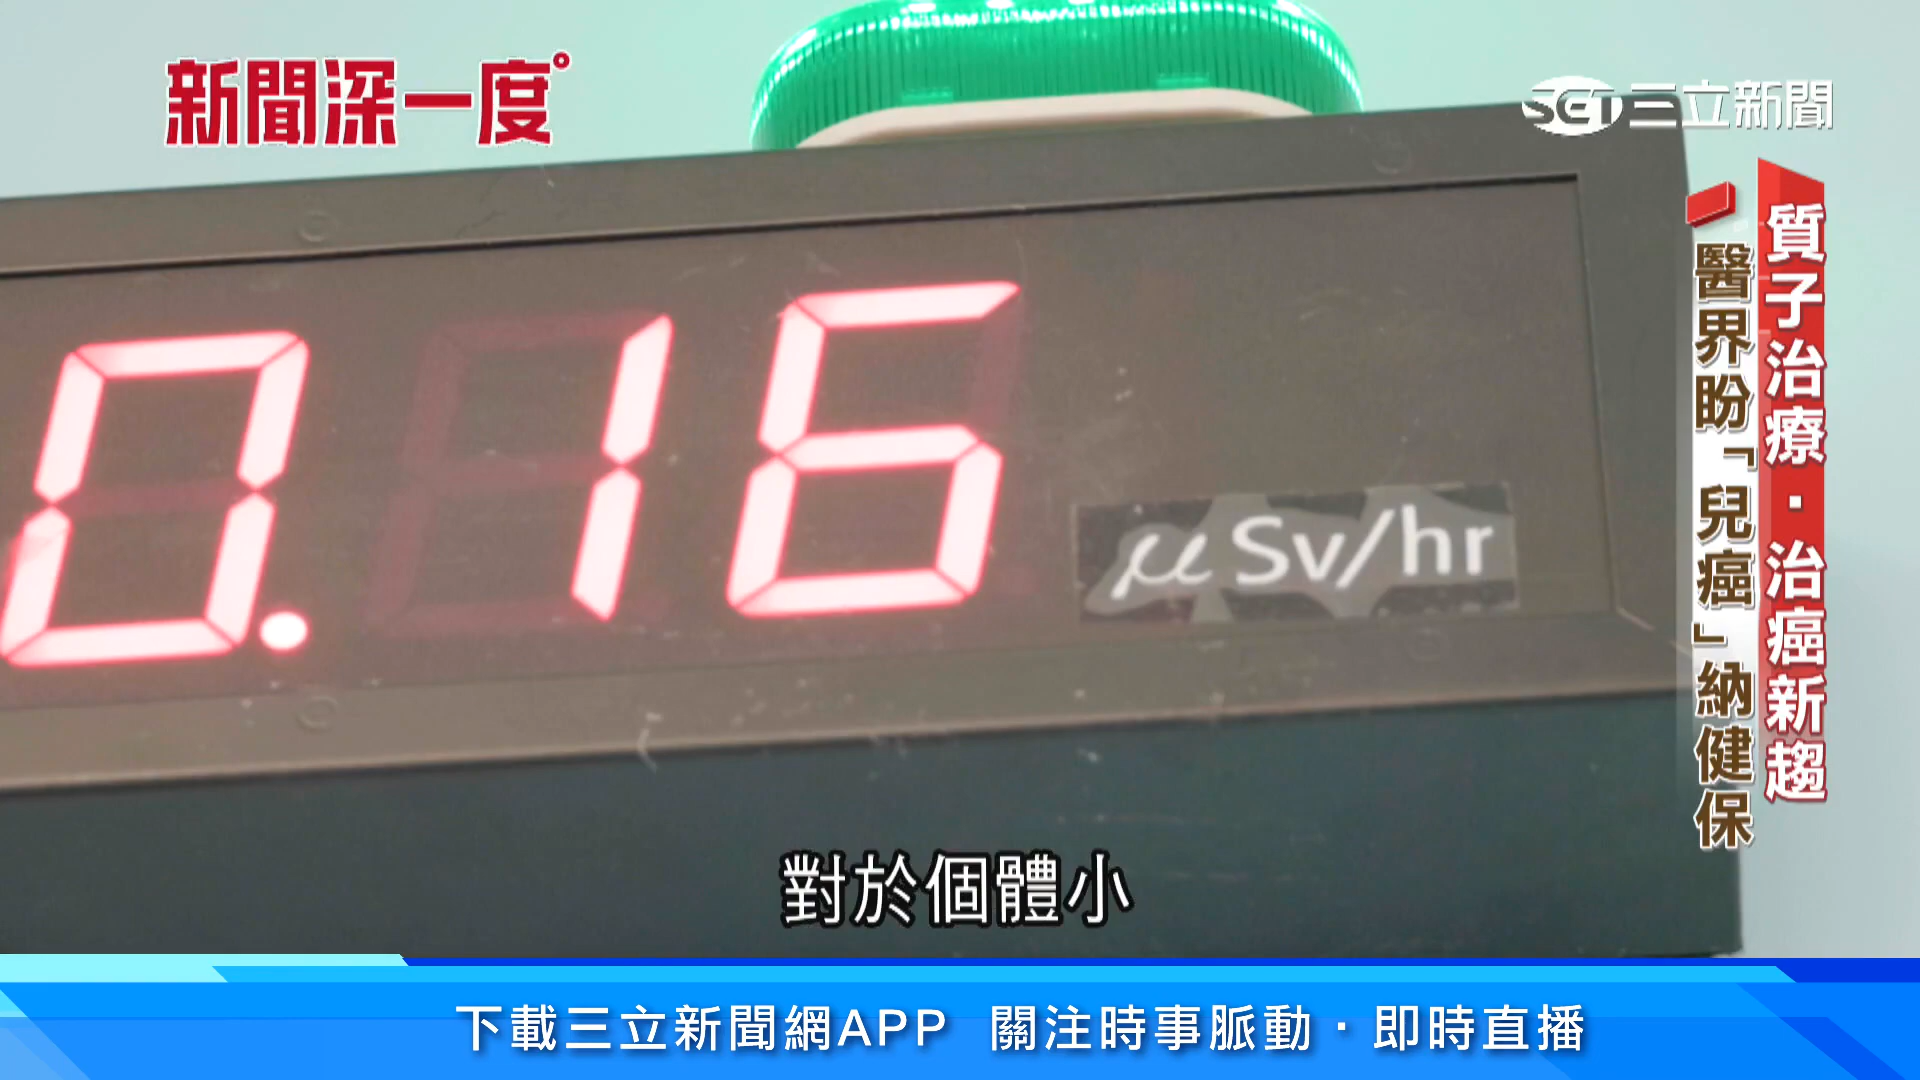 新聞深一度°
SET三立新聞
質子治療·治癌新趨
醫界盼「兒癌」納健保
0.16 μSv/hr
對於個體小
下載三立新聞網APP 關注時事脈動·即時直播